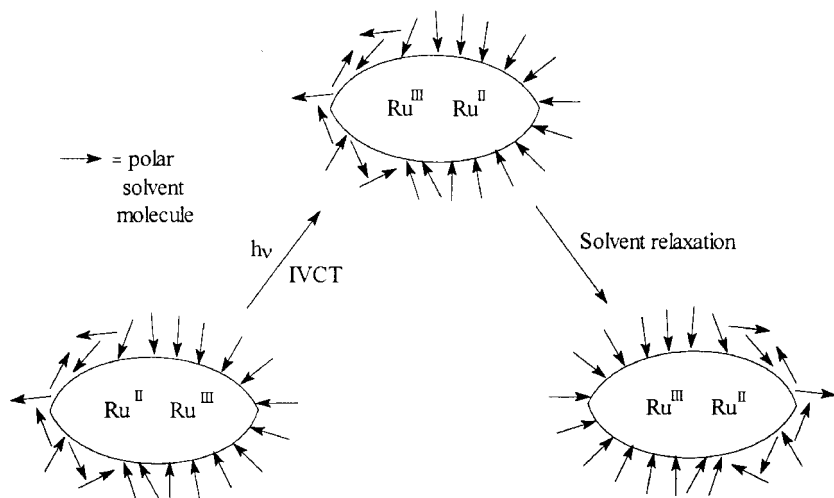 Ru^III Ru^II
= polar
solvent
molecule
hν
IVCT
Solvent relaxation
Ru^II Ru^III
Ru^III Ru^II